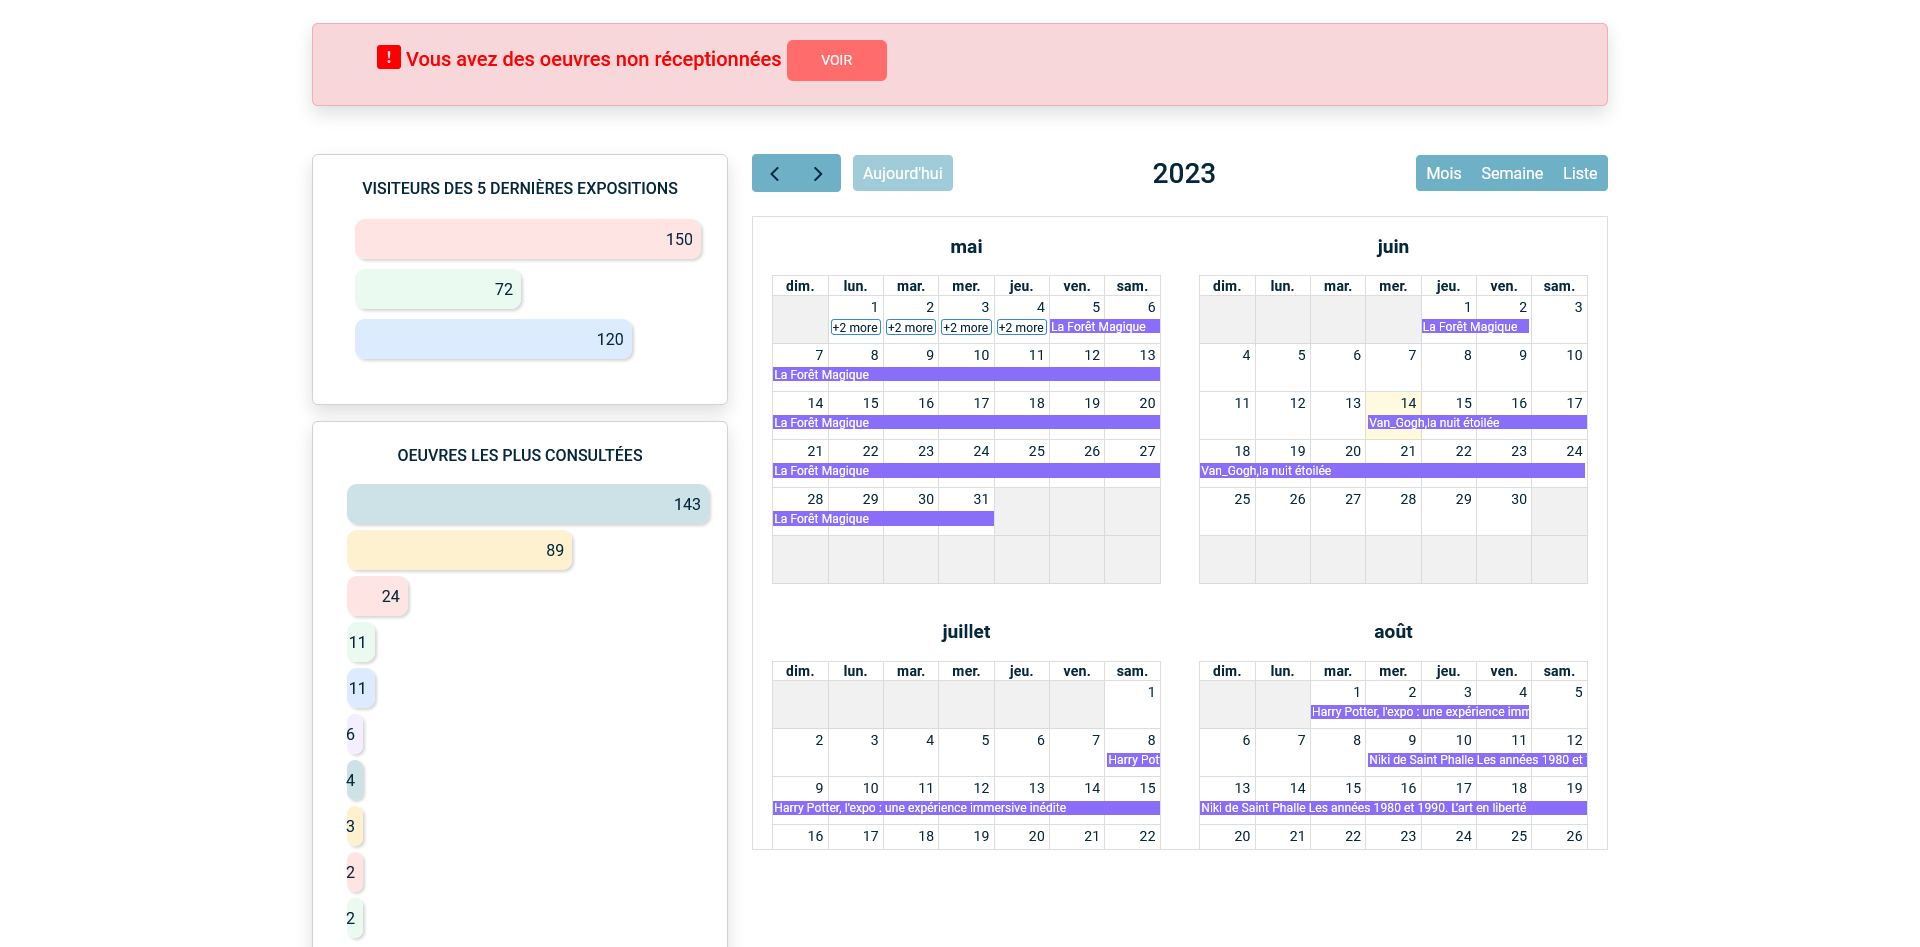 ! Vous avez des oeuvres non réceptionnées VOIR
VISITEURS DES 5 DERNIÈRES EXPOSITIONS
150
72
120
OEUVRES LES PLUS CONSULTÉES
143
89
24
11
11
6
4
3
2
2
Aujourd'hui 2023 Mois Semaine Liste
mai
dim. lun. mar. mer. jeu. ven. sam.
1 2 3 4 5 6
+2 more +2 more +2 more +2 more La Forêt Magique
7 8 9 10 11 12 13
La Forêt Magique
14 15 16 17 18 19 20
La Forêt Magique
21 22 23 24 25 26 27
La Forêt Magique
28 29 30 31
La Forêt Magique
juin
dim. lun. mar. mer. jeu. ven. sam.
1 2 3
La Forêt Magique
4 5 6 7 8 9 10
11 12 13 14 15 16 17
Van_Gogh,la nuit étoilée
18 19 20 21 22 23 24
Van_Gogh,la nuit étoilée
25 26 27 28 29 30
juillet
dim. lun. mar. mer. jeu. ven. sam.
1
2 3 4 5 6 7 8
Harry Pot
9 10 11 12 13 14 15
Harry Potter, l'expo : une expérience immersive inédite
16 17 18 19 20 21 22
août
dim. lun. mar. mer. jeu. ven. sam.
1 2 3 4 5
Harry Potter, l'expo : une expérience imm
6 7 8 9 10 11 12
Niki de Saint Phalle Les années 1980 et
13 14 15 16 17 18 19
Niki de Saint Phalle Les années 1980 et 1990. L'art en liberté
20 21 22 23 24 25 26